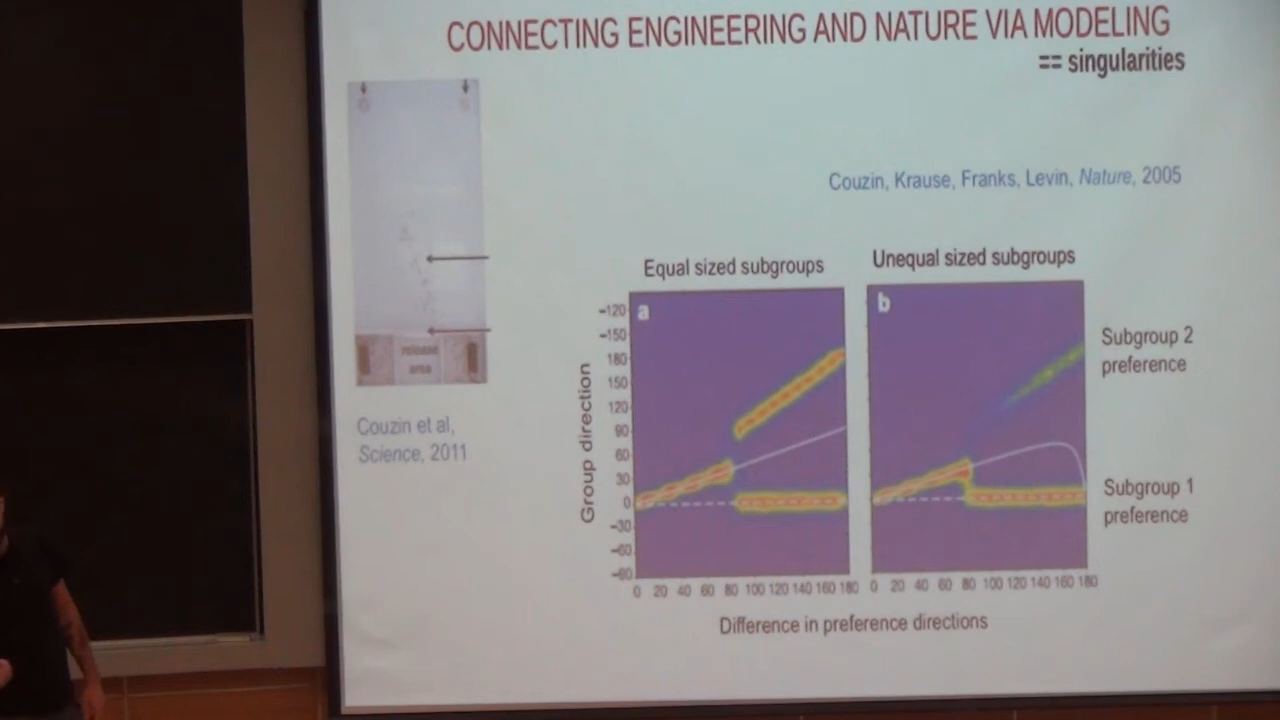 CONNECTING ENGINEERING AND NATURE VIA MODELING
== singularities
Couzin, Krause, Franks, Levin, Nature, 2005
release
area
Couzin et al,
Science, 2011
Equal sized subgroups
Unequal sized subgroups
a
b
Group direction
-120
-150
180
150
120
90
60
30
0
-30
-60
0 20 40 60 80 100 120 140 160 180
0 20 40 60 80 100 120 140 160 180
Difference in preference directions
Subgroup 2
preference
Subgroup 1
preference